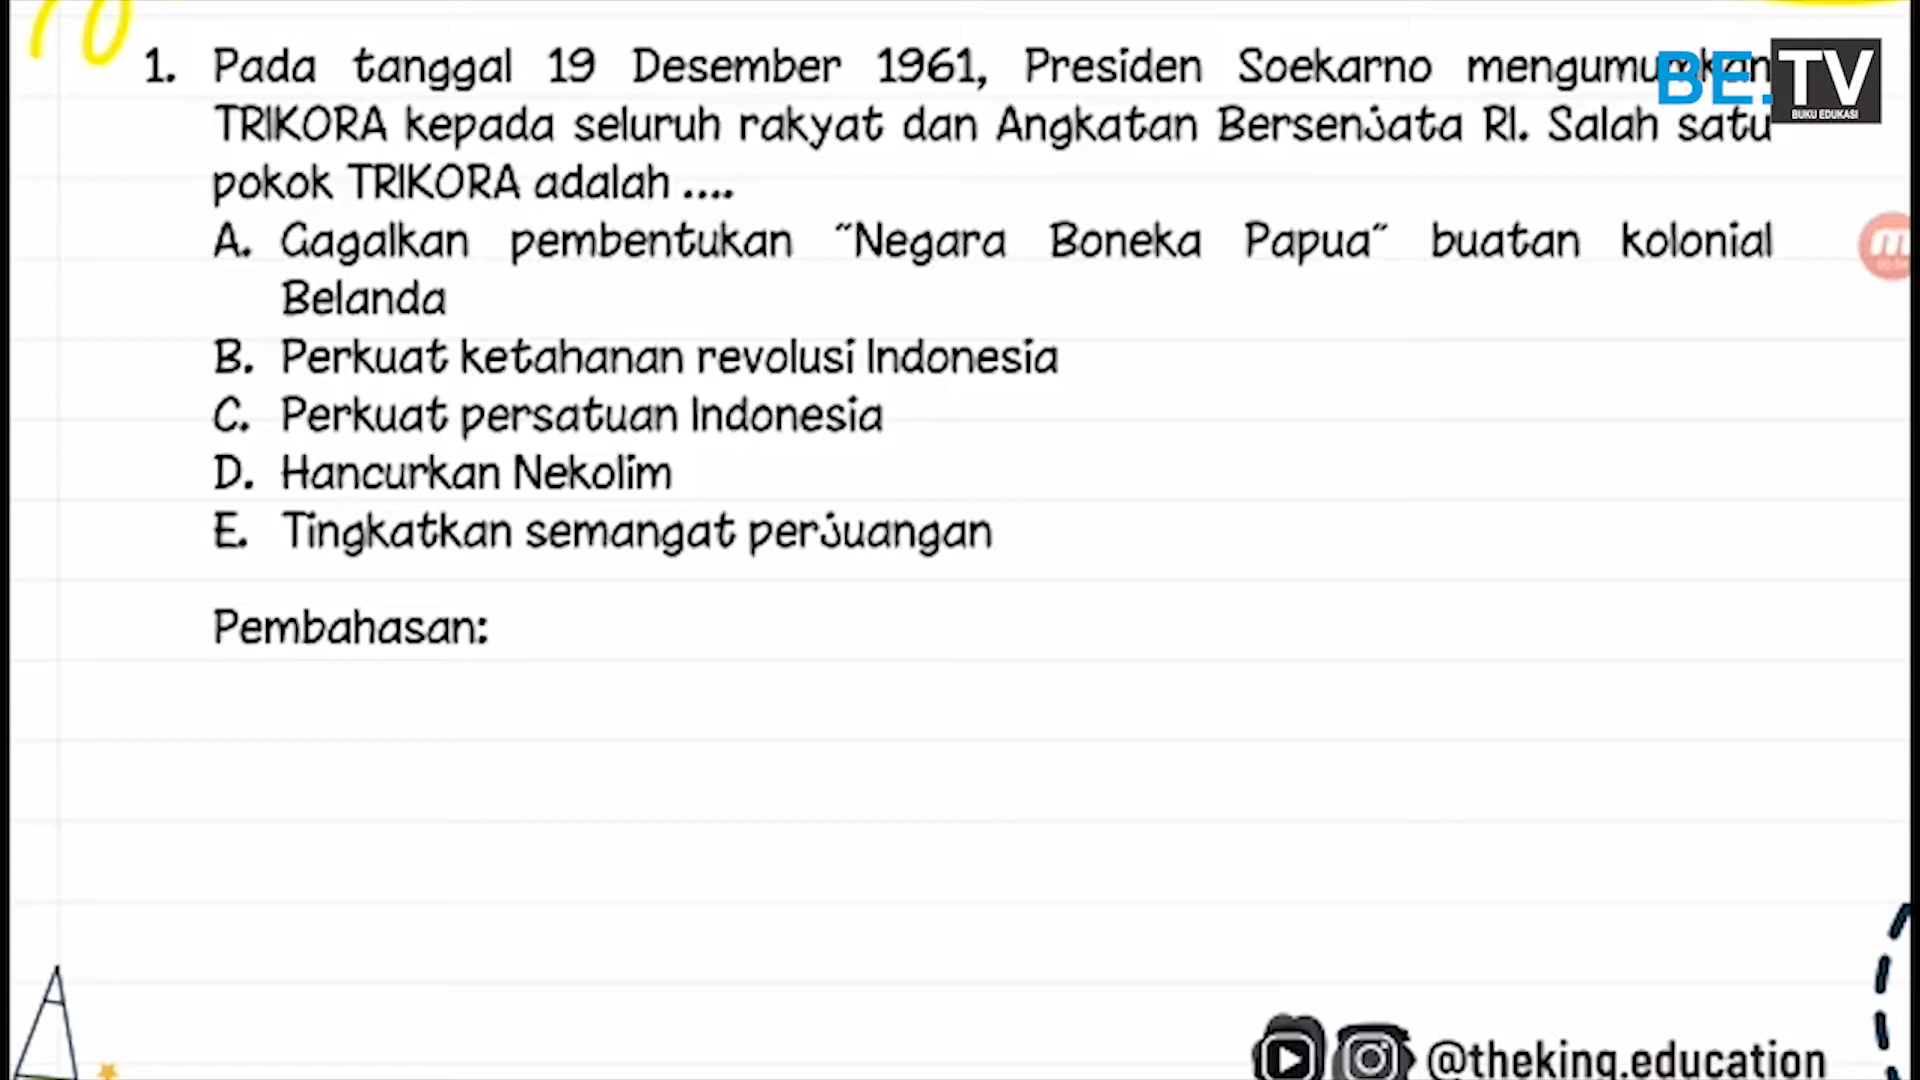 1. Pada tanggal 19 Desember 1961, Presiden Soekarno mengumumkan
TRIKORA kepada seluruh rakyat dan Angkatan Bersenjata RI. Salah satu
pokok TRIKORA adalah ....
A. Gagalkan pembentukan "Negara Boneka Papua" buatan kolonial
Belanda
B. Perkuat ketahanan revolusi Indonesia
C. Perkuat persatuan Indonesia
D. Hancurkan Nekolim
E. Tingkatkan semangat perjuangan
Pembahasan:
BE.TV
BUKU EDUKASI
@theking.education